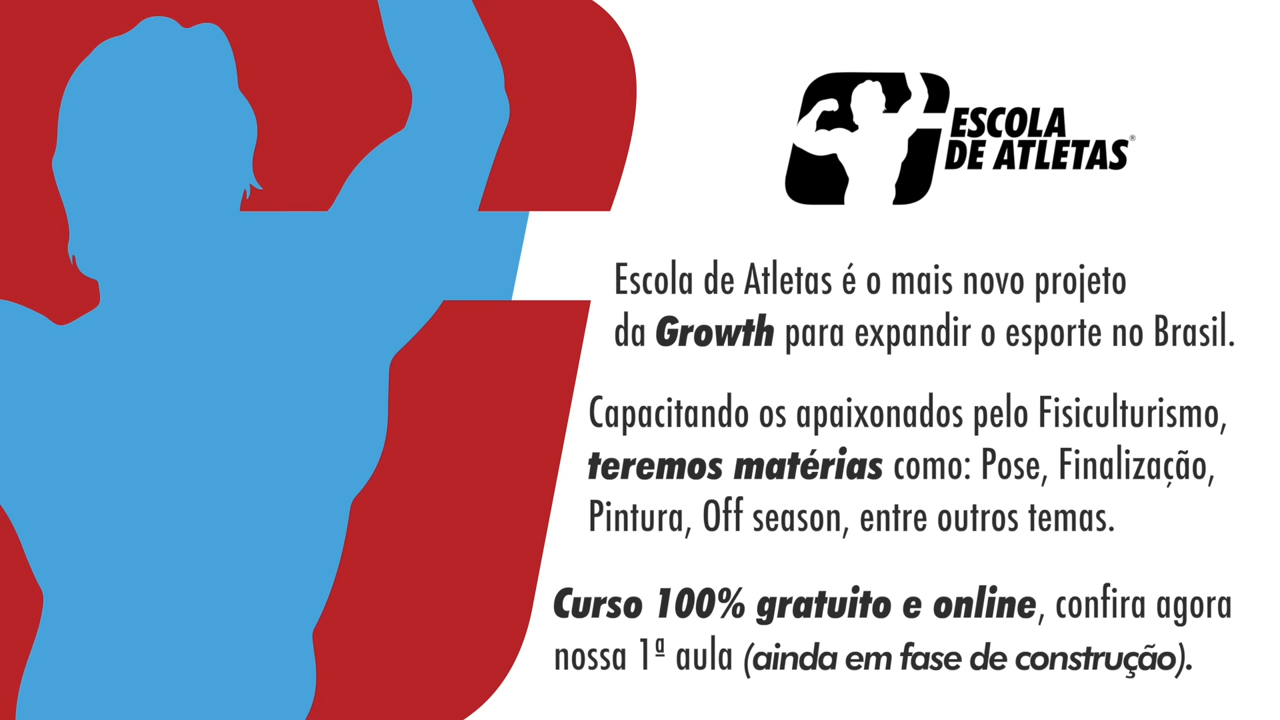 ESCOLA
DE ATLETAS®
Escola de Atletas é o mais novo projeto
da Growth para expandir o esporte no Brasil.
Capacitando os apaixonados pelo Fisiculturismo,
teremos matérias como: Pose, Finalização,
Pintura, Off season, entre outros temas.
Curso 100% gratuito e online, confira agora
nossa 1ª aula (ainda em fase de construção).